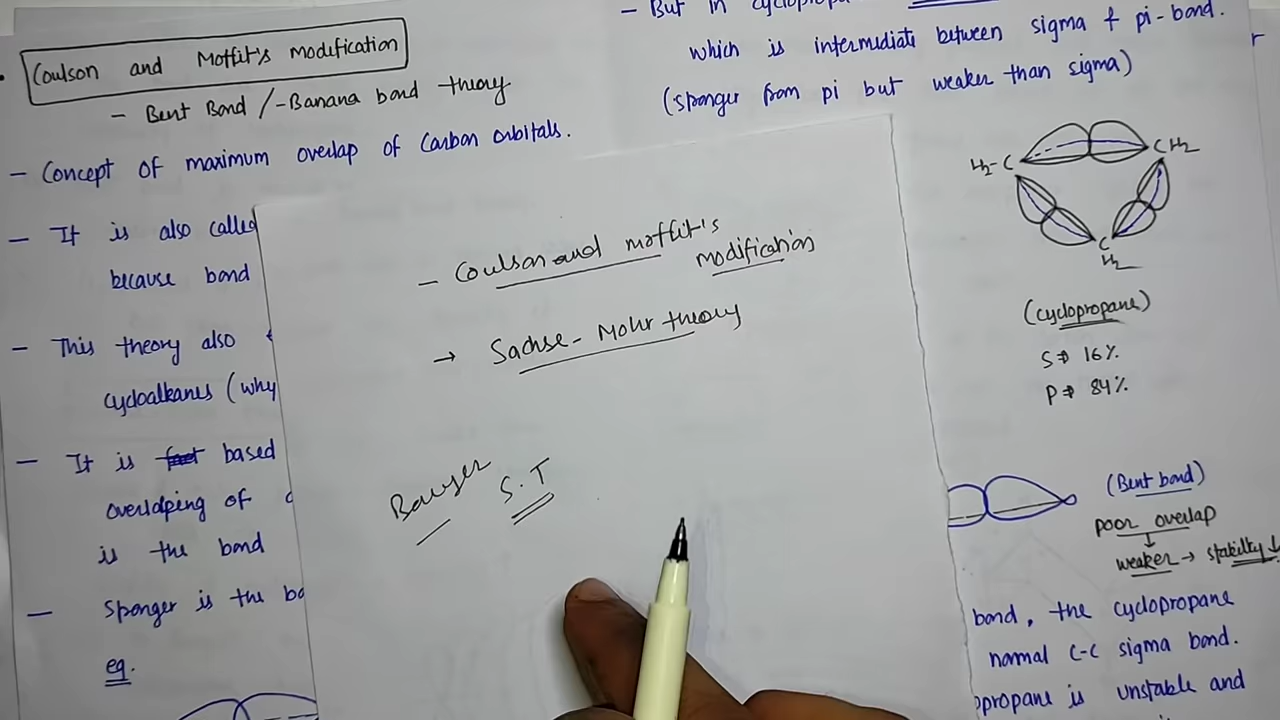 Coulson and Moffit's modification
- Bent Bond /-Banana bond theory
- Concept of maximum overlap of Carbon orbitals.
- It is also called
because bond
- This theory also
cycloalkanes (why
- It is based
overlapping of
is the bond
- Stronger is the bo
eg.
- But in cyclopropa
which is intermediate between sigma & pi-bond.
(stronger from pi but weaker than sigma)
H2-C CH2
C
H2
(cyclopropane)
S ⇒ 16%
P ⇒ 84%
(Bent bond)
poor overlap
↓
weaker → stability ↓
bond, the cyclopropane
normal C-C sigma bond.
opropane is unstable and
- Coulson and moffit's
modification
→ Sachse - Mohr theory
Baeyer S.T